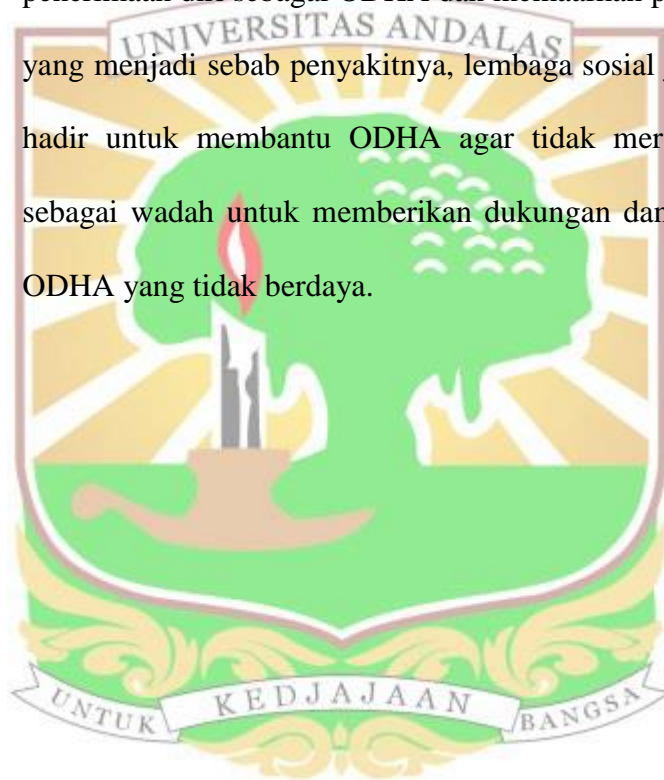 UNIVERSITAS ANDALAS
yang menjadi sebab penyakitnya, lembaga sosial
hadir untuk membantu ODHA agar tidak
sebagai wadah untuk memberikan dukungan dan
ODHA yang tidak berdaya.
UNTUK KEDJAJAAN BANGSA